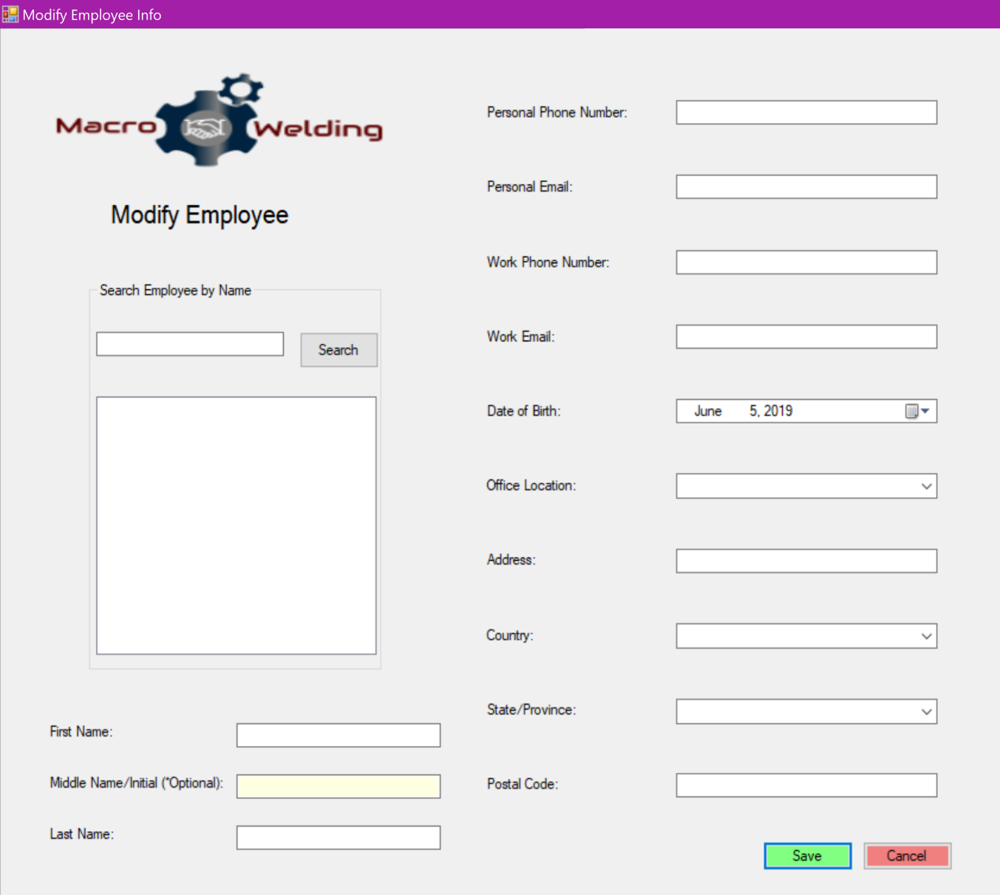 Modify Employee Info
Macro Welding
Modify Employee
Search Employee by Name
Search
First Name:
Middle Name/Initial (*Optional):
Last Name:
Personal Phone Number:
Personal Email:
Work Phone Number:
Work Email:
Date of Birth:
June 5, 2019
Office Location:
Address:
Country:
State/Province:
Postal Code:
Save
Cancel